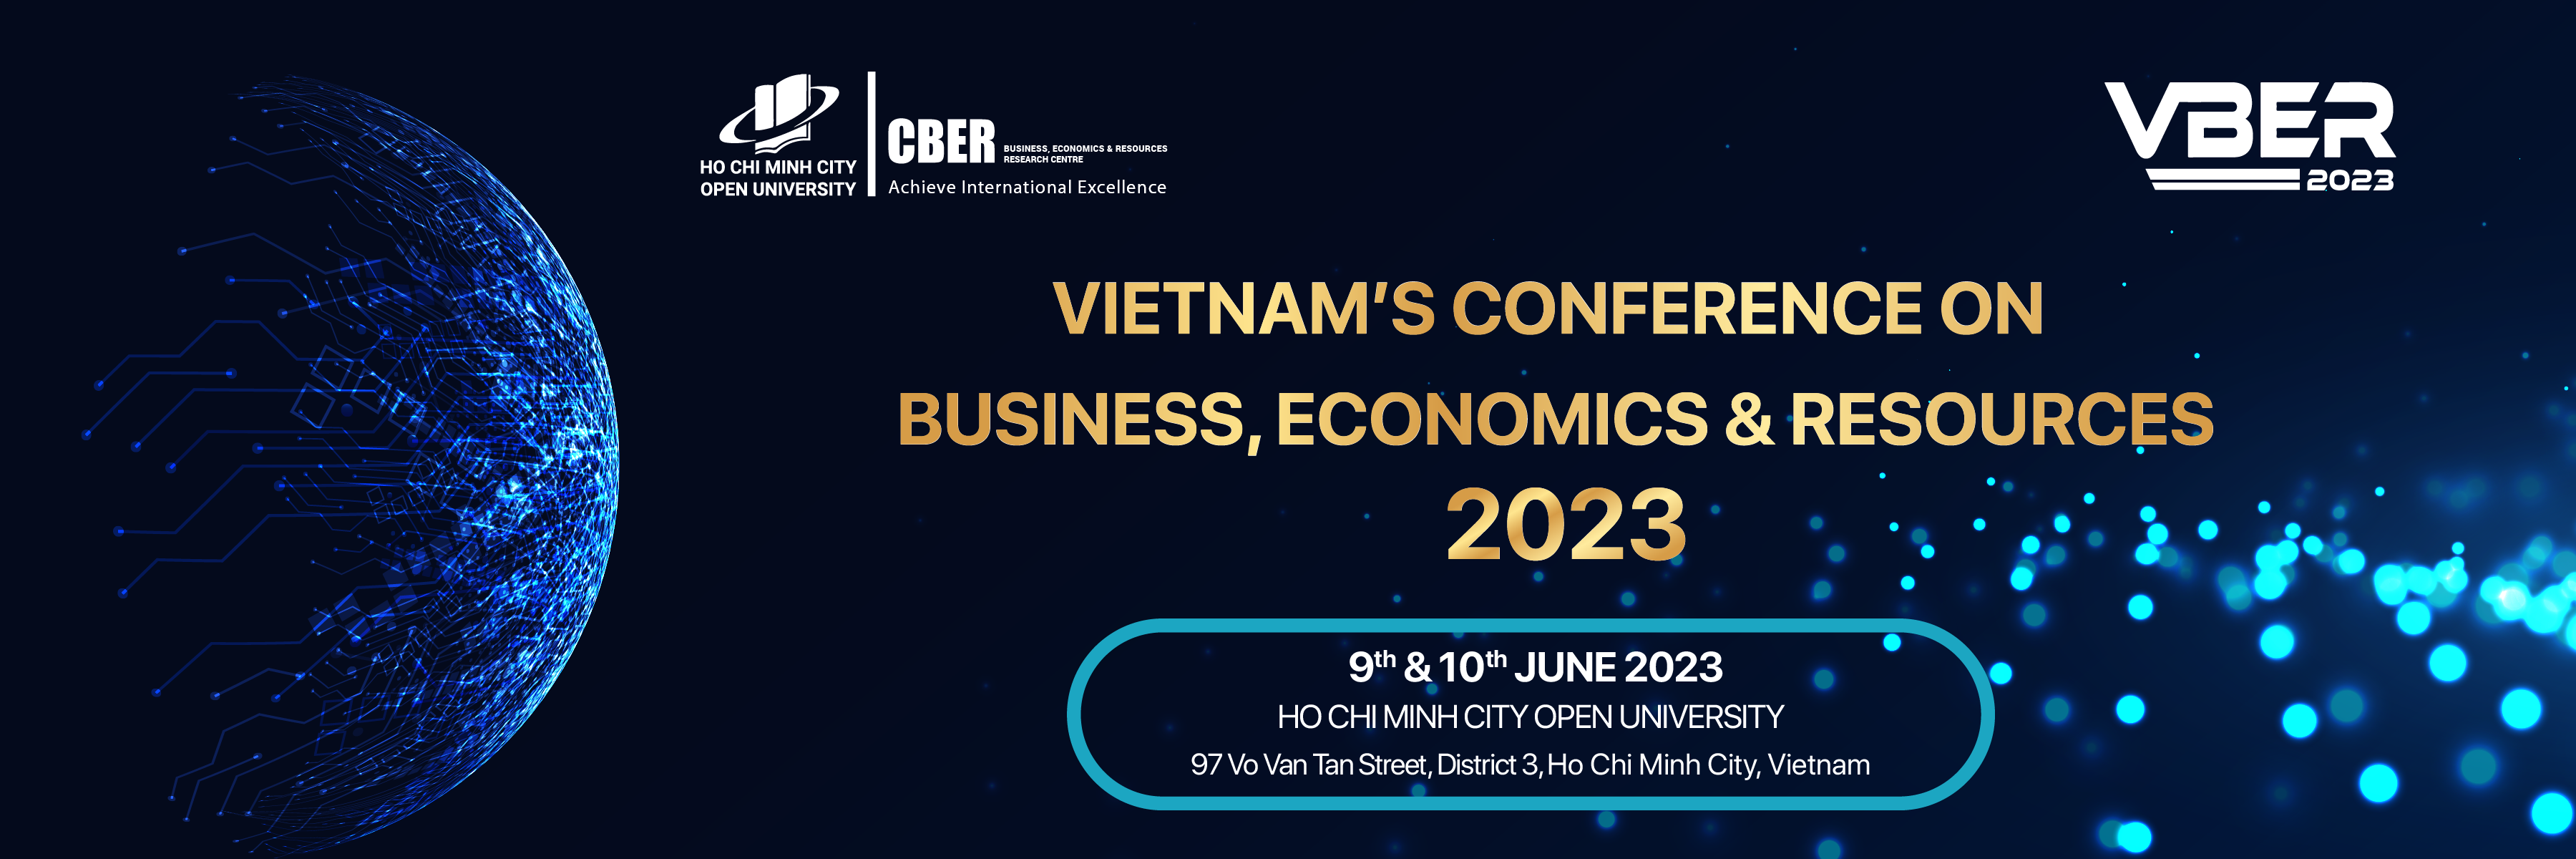 HO CHI MINH CITY
OPEN UNIVERSITY
CBER
BUSINESS, ECONOMICS & RESOURCES
RESEARCH CENTRE
Achieve International Excellence
VBER
2023
VIETNAM'S CONFERENCE ON
BUSINESS, ECONOMICS & RESOURCES
2023
9th & 10th JUNE 2023
HO CHI MINH CITY OPEN UNIVERSITY
97 Vo Van Tan Street, District 3, Ho Chi Minh City, Vietnam